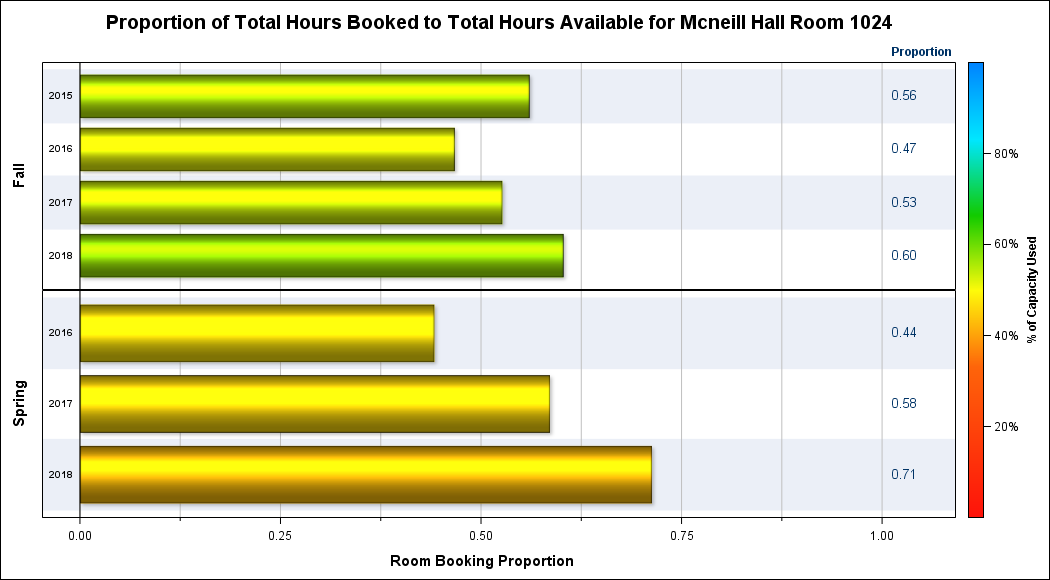 Proportion of Total Hours Booked to Total Hours Available for Mcneill Hall Room 1024
Proportion
Fall
2015 0.56
2016 0.47
2017 0.53
2018 0.60
Spring
2016 0.44
2017 0.58
2018 0.71
0.00 0.25 0.50 0.75 1.00
Room Booking Proportion
80%
60%
40%
20%
% of Capacity Used